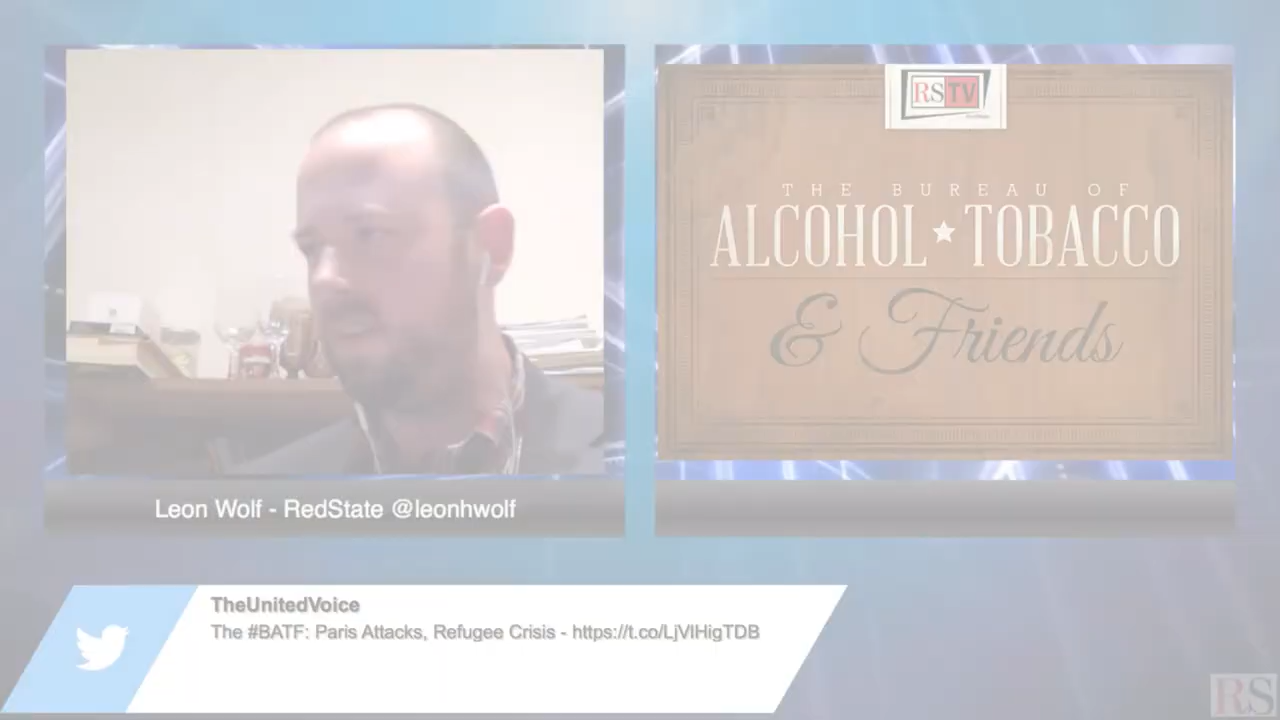 RSTV
THE BUREAU OF
ALCOHOL ★ TOBACCO
& Friends
Leon Wolf - RedState @leonhwolf
TheUnitedVoice
The #BATF: Paris Attacks, Refugee Crisis - https://t.co/LjVlHigTDB
RS